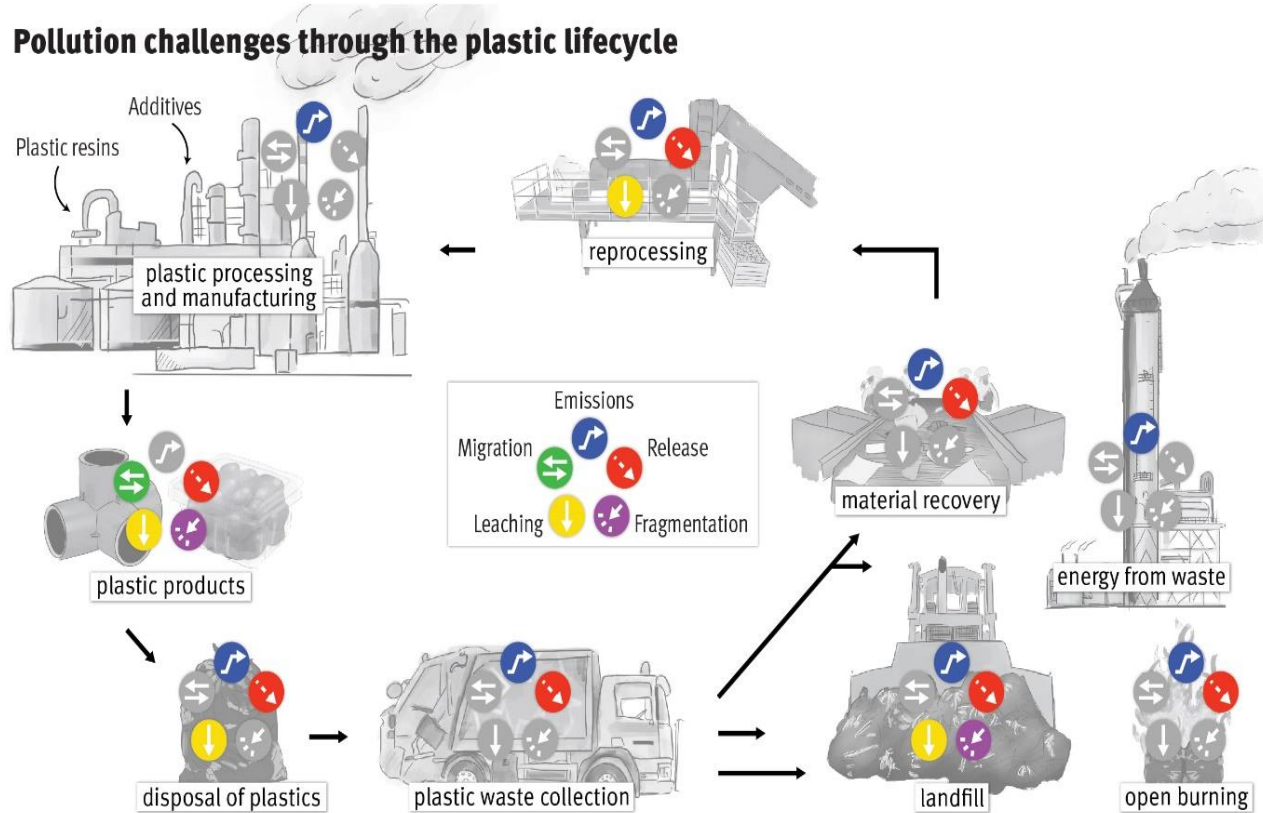 Pollution challenges through the plastic lifecycle
Additives
Plastic resins
plastic processing
and manufacturing
reprocessing
Emissions
Migration
Release
Leaching
Fragmentation
material recovery
energy from waste
plastic products
disposal of plastics
plastic waste collection
landfill
open burning